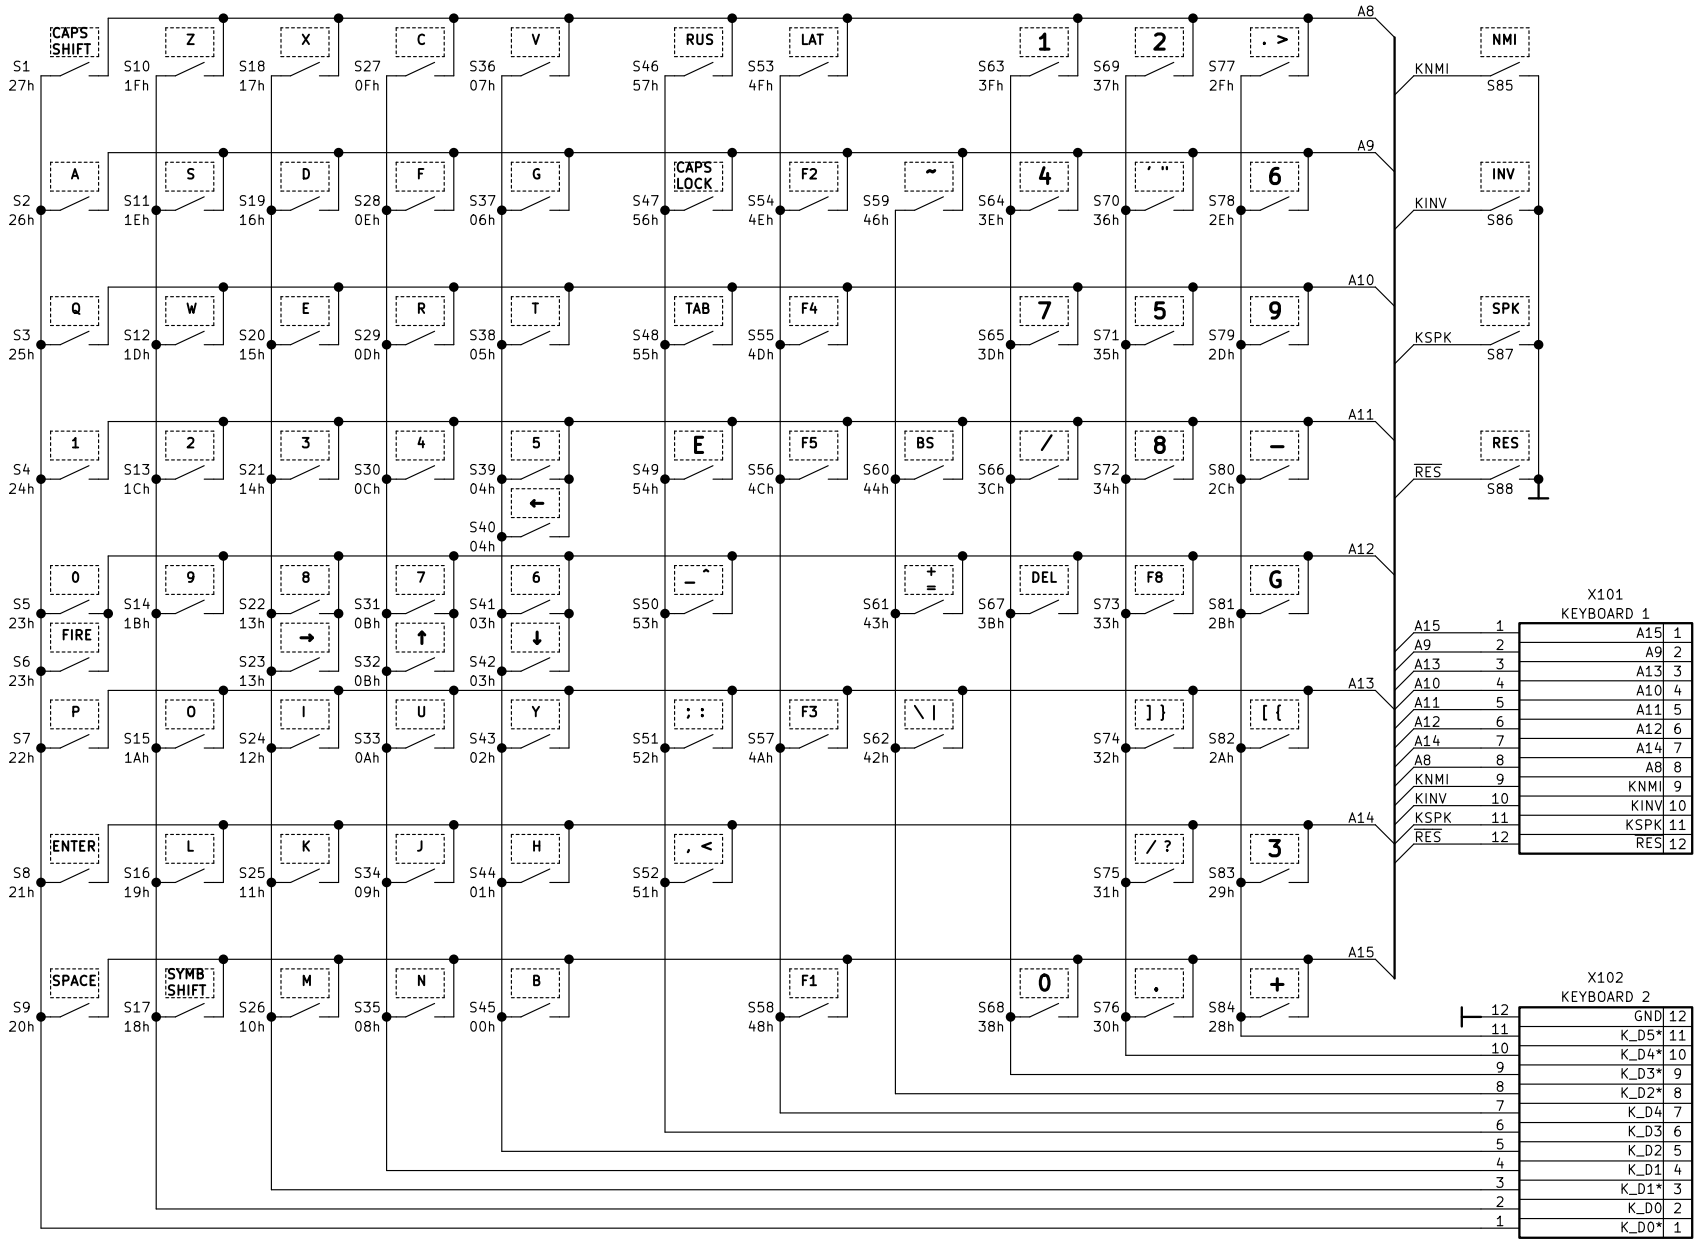 A8
CAPS SHIFT Z X C V RUS LAT 1 2 . > NMI
S1 S10 S18 S27 S36 S46 S53 S63 S69 S77 KNMI
27h 1Fh 17h 0Fh 07h 57h 4Fh 3Fh 37h 2Fh S85
A9
A S D F G CAPS LOCK F2 ~ 4 ' " 6 INV
S2 S11 S19 S28 S37 S47 S54 S59 S64 S70 S78 KINV
26h 1Eh 16h 0Eh 06h 56h 4Eh 46h 3Eh 36h 2Eh S86
A10
Q W E R T TAB F4 7 5 9 SPK
S3 S12 S20 S29 S38 S48 S55 S65 S71 S79 KSPK
25h 1Dh 15h 0Dh 05h 55h 4Dh 3Dh 35h 2Dh S87
A11
1 2 3 4 5 E F5 BS / 8 - RES
S4 S13 S21 S30 S39 S49 S56 S60 S66 S72 S80 RES
24h 1Ch 14h 0Ch 04h 54h 4Ch 44h 3Ch 34h 2Ch S88
←
S40
04h
A12
0 9 8 7 6 _ ^ + = DEL F8 G
S5 S14 S22 S31 S41 S50 S61 S67 S73 S81
23h 1Bh 13h 0Bh 03h 53h 43h 3Bh 33h 2Bh
FIRE → ↑ ↓
S6 S23 S32 S42
23h 13h 0Bh 03h
A13
P O I U Y ; : F3 \ | ] } [ {
S7 S15 S24 S33 S43 S51 S57 S62 S74 S82
22h 1Ah 12h 0Ah 02h 52h 4Ah 42h 32h 2Ah
A14
ENTER L K J H , < / ? 3
S8 S16 S25 S34 S44 S52 S75 S83
21h 19h 11h 09h 01h 51h 31h 29h
A15
SPACE SYMB SHIFT M N B F1 0 . +
S9 S17 S26 S35 S45 S58 S68 S76 S84
20h 18h 10h 08h 00h 48h 38h 30h 28h
X101
KEYBOARD 1
A15 1 A15 1
A9 2 A9 2
A13 3 A13 3
A10 4 A10 4
A11 5 A11 5
A12 6 A12 6
A14 7 A14 7
A8 8 A8 8
KNMI 9 KNMI 9
KINV 10 KINV 10
KSPK 11 KSPK 11
RES 12 RES 12
X102
KEYBOARD 2
12 GND 12
11 K_D5* 11
10 K_D4* 10
9 K_D3* 9
8 K_D2* 8
7 K_D4 7
6 K_D3 6
5 K_D2 5
4 K_D1 4
3 K_D1* 3
2 K_D0 2
1 K_D0* 1